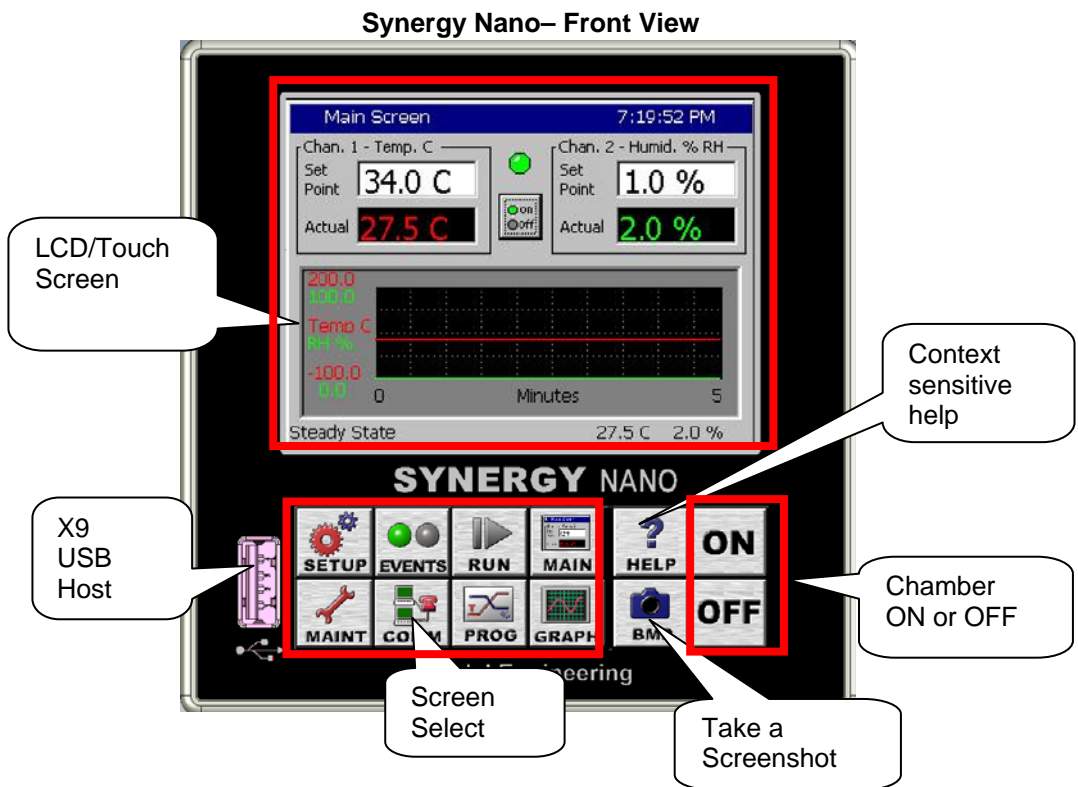 Synergy Nano– Front View
Main Screen 7:19:52 PM
Chan. 1 - Temp. C
Set
Point
34.0 C
Actual
27.5 C
on
off
Chan. 2 - Humid. % RH
Set
Point
1.0 %
Actual
2.0 %
200.0
100.0
Temp C
RH %
-100.0
0.0
0 Minutes 5
Steady State 27.5 C 2.0 %
LCD/Touch
Screen
Context
sensitive
help
SYNERGY NANO
X9
USB
Host
SETUP EVENTS RUN MAIN HELP ON
MAINT PROG GRAPH OFF
Chamber
ON or OFF
Screen
Select
Take a
Screenshot